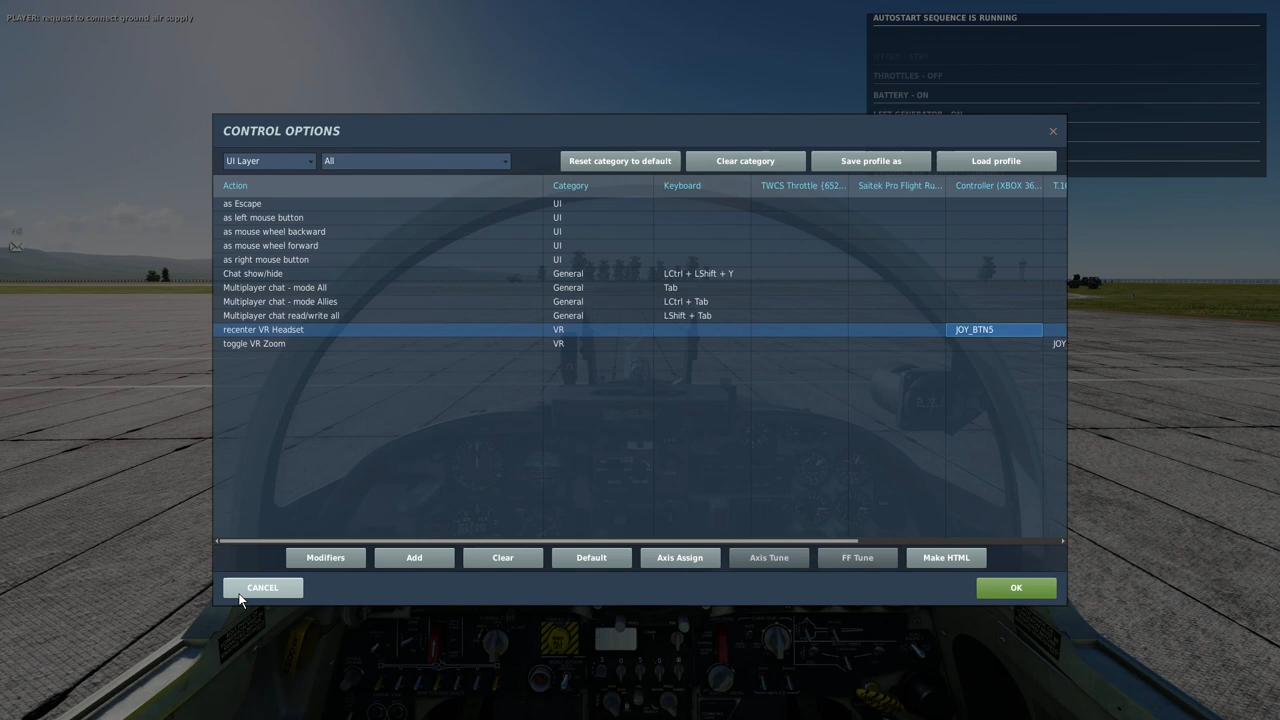 PLAYER: request to connect ground air supply
AUTOSTART SEQUENCE IS RUNNING
THROTTLES - OFF
BATTERY - ON
LEFT GENERATOR - ON
CONTROL OPTIONS
UI Layer
All
Reset category to default
Clear category
Save profile as
Load profile
Action Category Keyboard TWCS Throttle {652... Saitek Pro Flight Ru... Controller (XBOX 36... T.16
as Escape UI
as left mouse button UI
as mouse wheel backward UI
as mouse wheel forward UI
as right mouse button UI
Chat show/hide General LCtrl + LShift + Y
Multiplayer chat - mode All General Tab
Multiplayer chat - mode Allies General LCtrl + Tab
Multiplayer chat read/write all General LShift + Tab
recenter VR Headset VR JOY_BTN5
toggle VR Zoom VR JOY
Modifiers
Add
Clear
Default
Axis Assign
Axis Tune
FF Tune
Make HTML
CANCEL
OK